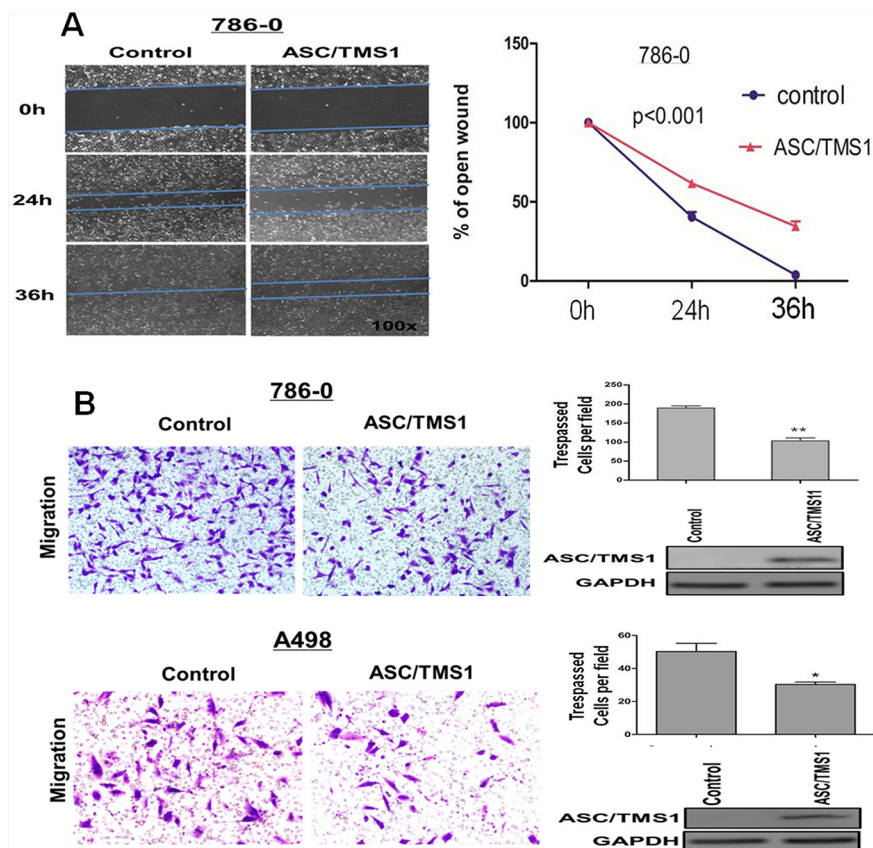 A
786-0
Control
ASC/TMS1
0h
24h
36h
100x
150
100
50
0
% of open wound
786-0
p<0.001
control
ASC/TMS1
0h
24h
36h
B
786-0
Control
ASC/TMS1
Migration
250
200
150
100
50
0
Trespassed
Cells per field
**
Control
ASC/TMS11
ASC/TMS1
GAPDH
A498
Control
ASC/TMS1
Migration
60
40
20
0
Trespassed
Cells per field
*
Control
ASC/TMS1
ASC/TMS1
GAPDH